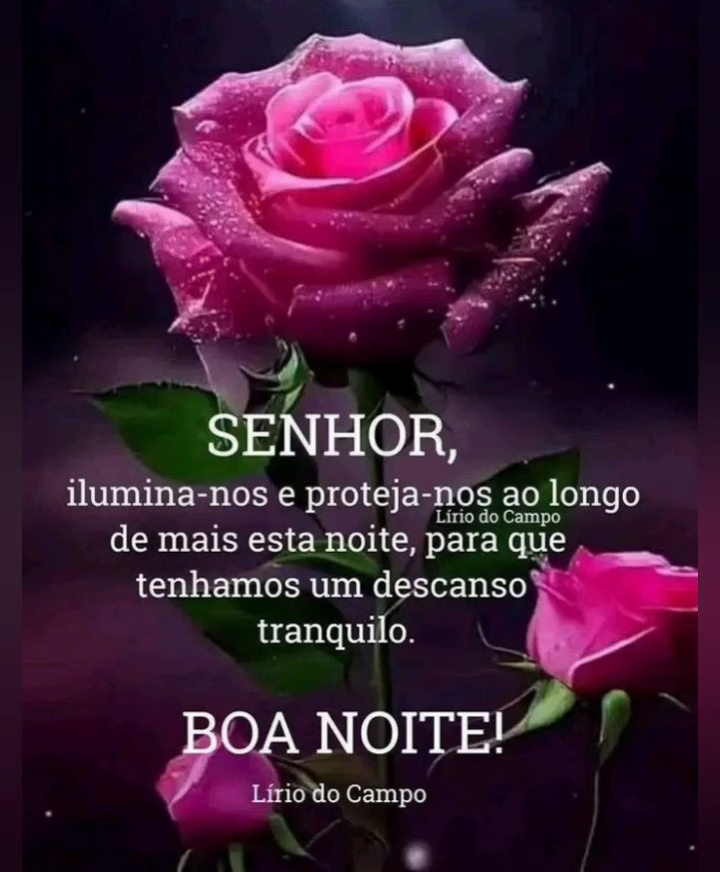 SENHOR,
ilumina-nos e proteja-nos ao longo
Lírio do Campo
de mais esta noite, para que
tenhamos um descanso
tranquilo.
BOA NOITE!
Lírio do Campo